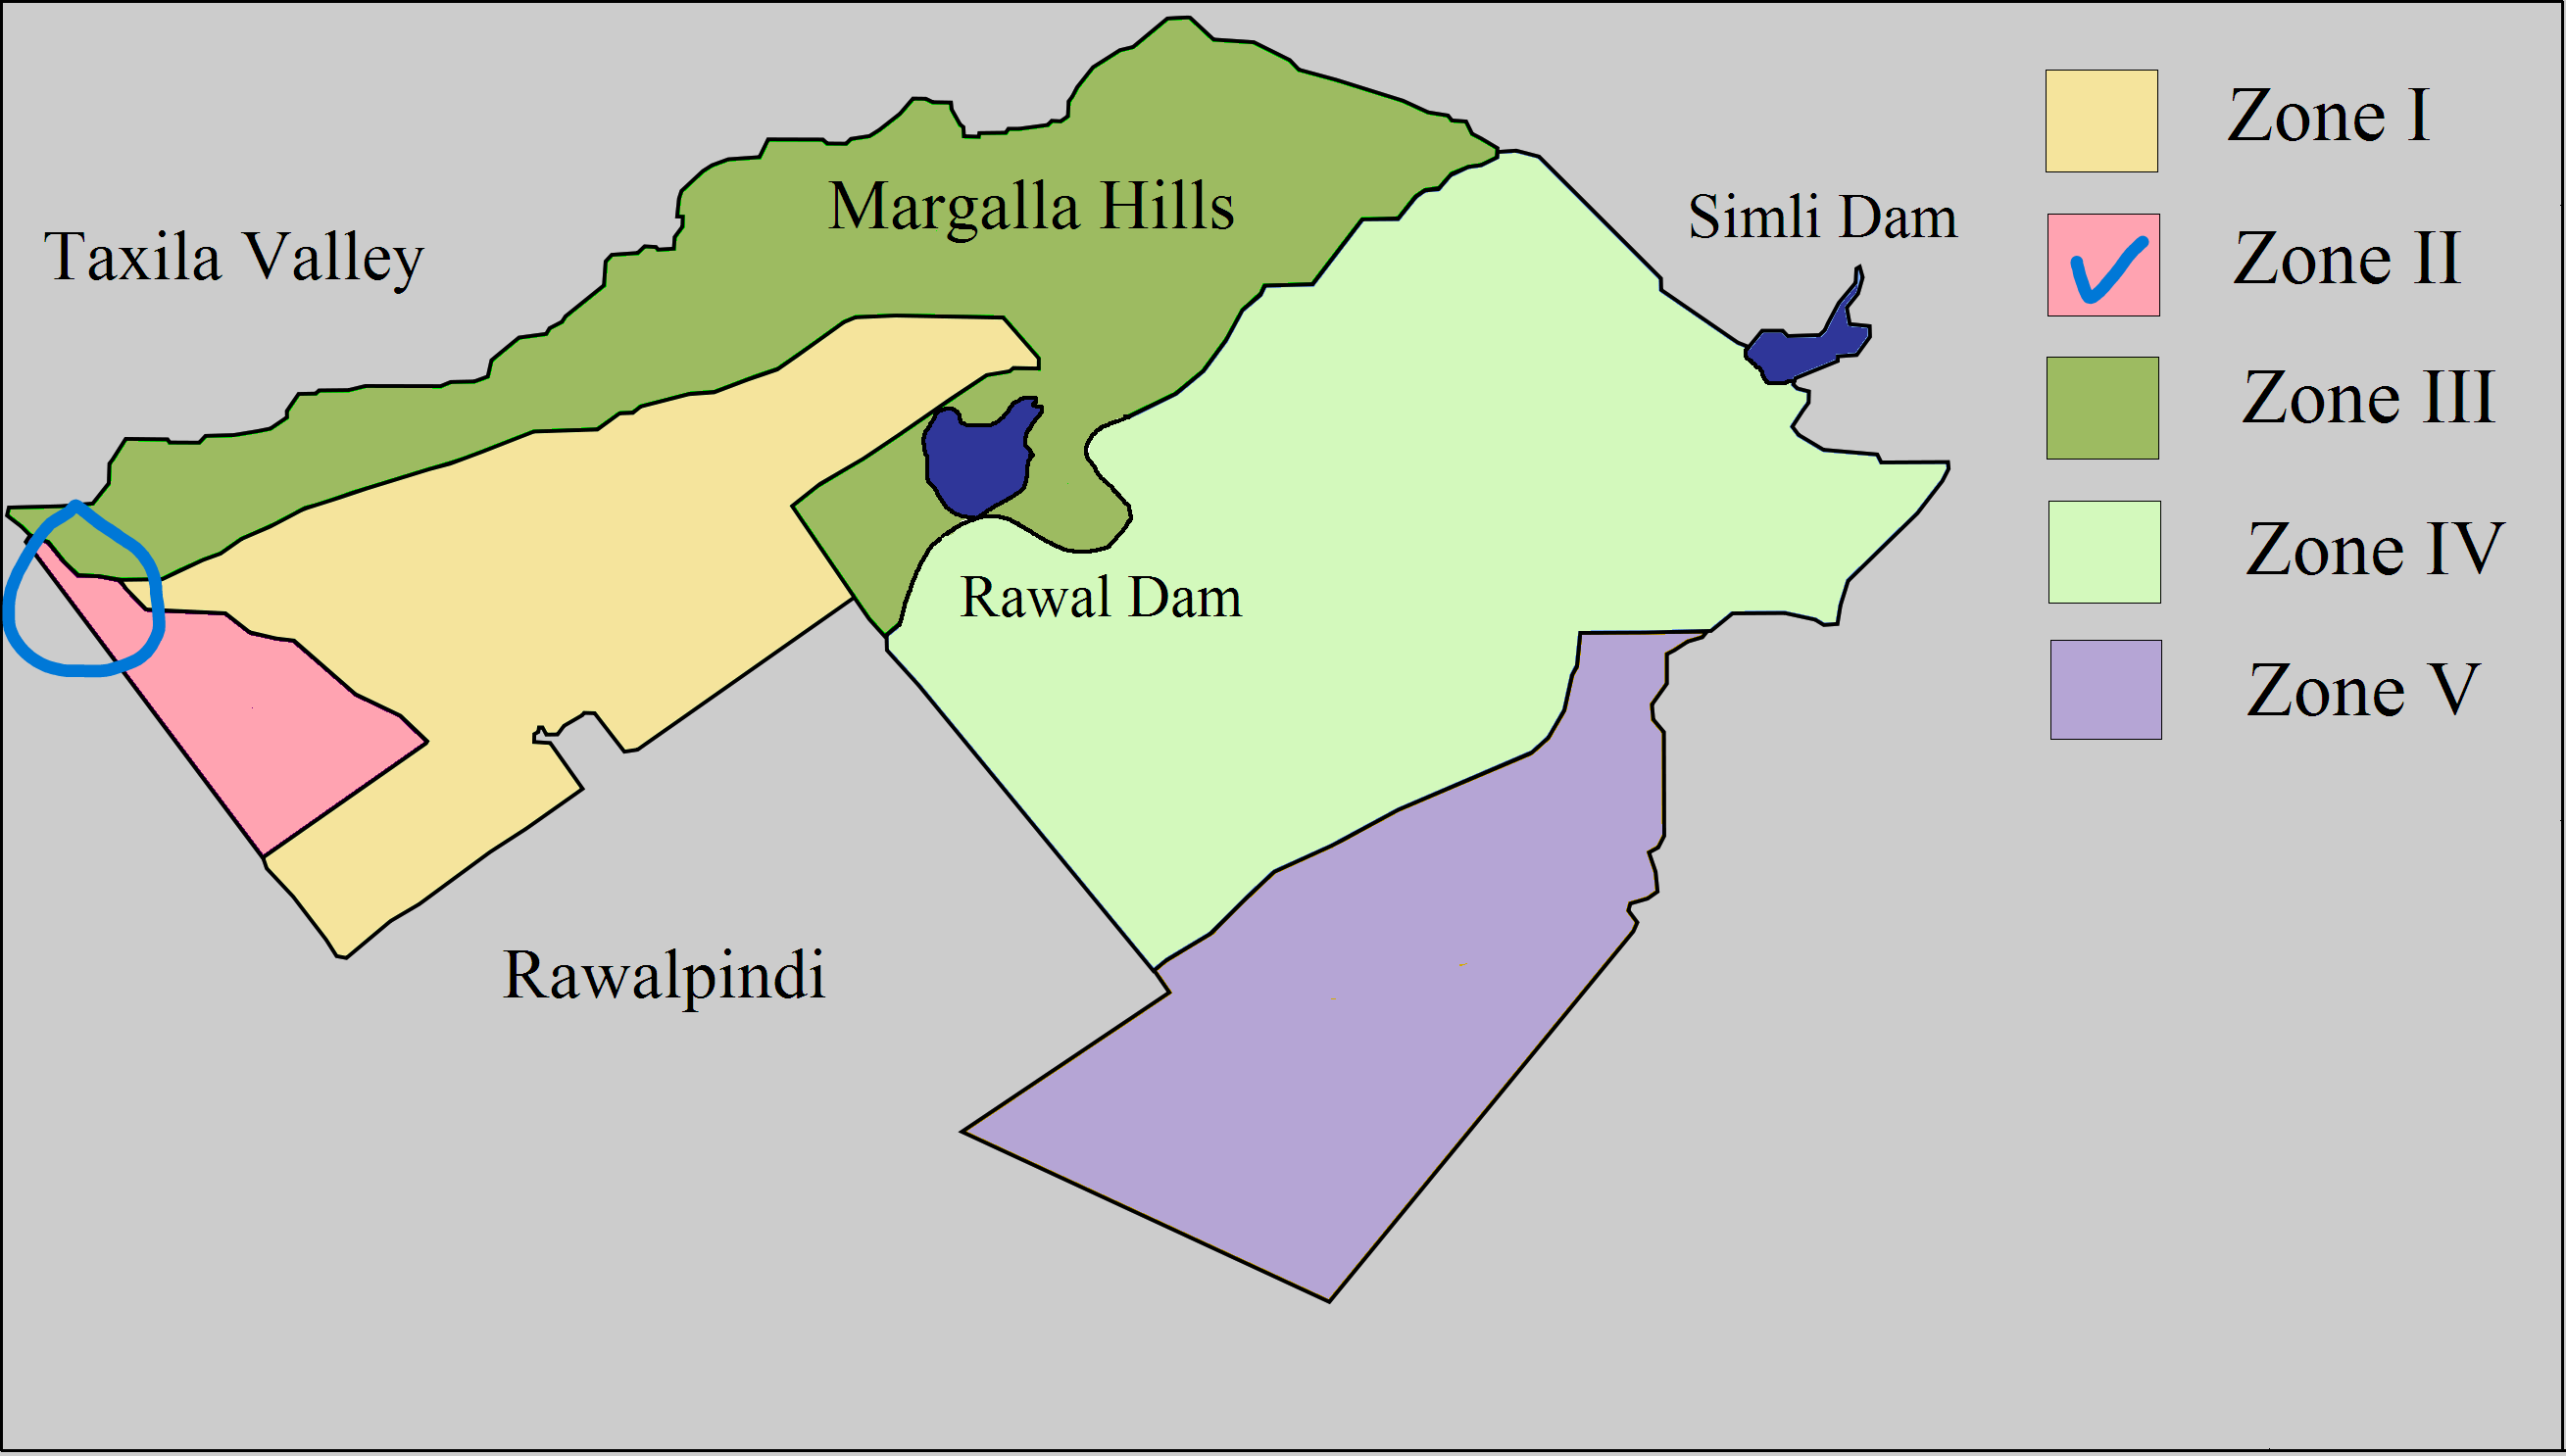 Margalla Hills
Taxila Valley
Simli Dam
Rawal Dam
Rawalpindi
Zone I
Zone II
Zone III
Zone IV
Zone V